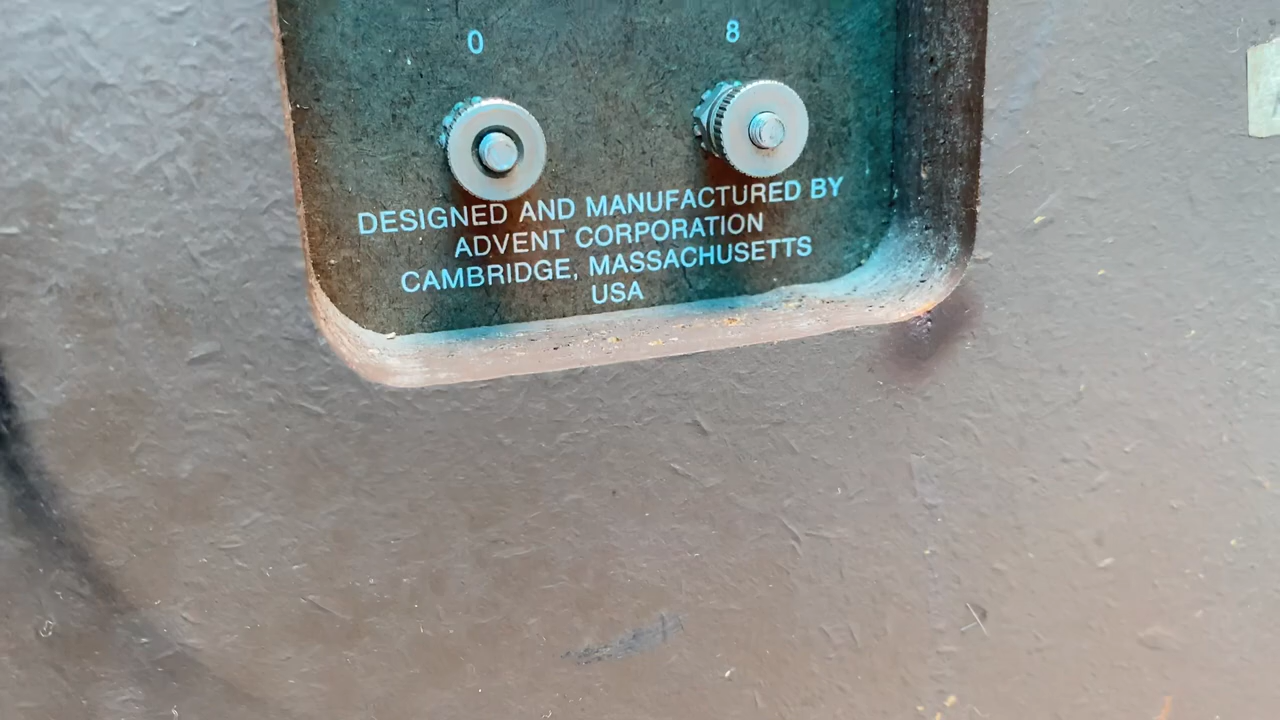 0 8
DESIGNED AND MANUFACTURED BY
ADVENT CORPORATION
CAMBRIDGE, MASSACHUSETTS
USA